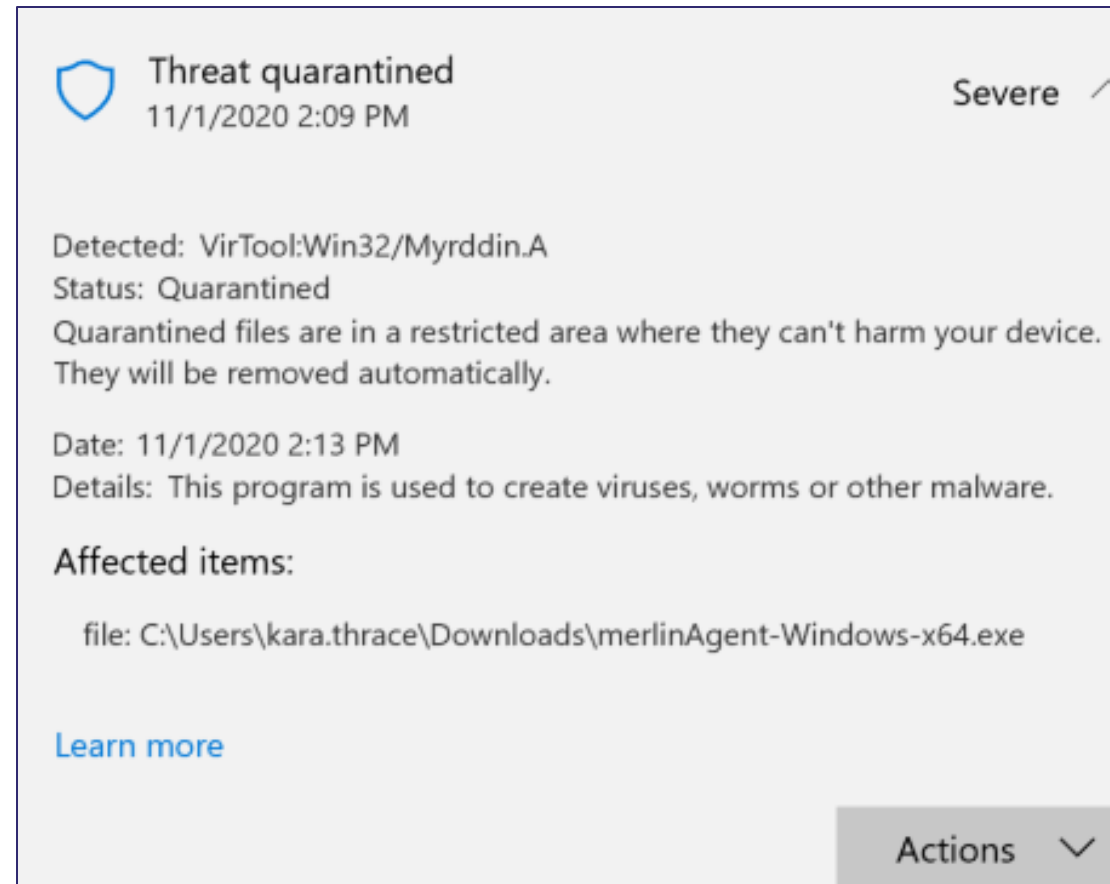 Threat quarantined
Severe
11/1/2020 2:09 PM
Detected: VirTool:Win32/Myrddin.A
Status: Quarantined
Quarantined files are in a restricted area where they can't harm your device.
They will be removed automatically.
Date: 11/1/2020 2:13 PM
Details: This program is used to create viruses, worms or other malware.
Affected items:
file: C:\Users\kara.thrace\Downloads\merlinAgent-Windows-x64.exe
Learn more
Actions